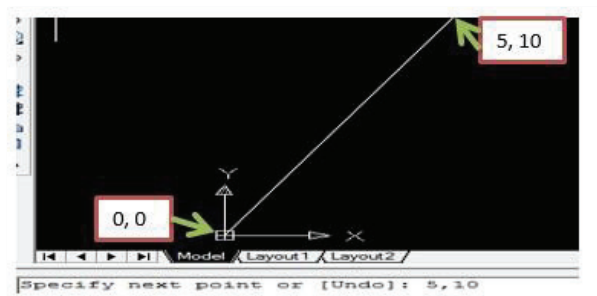 5, 10
Y
0, 0
X
Model Layout1 Layout2
Specify next point or [Undo]: 5,10